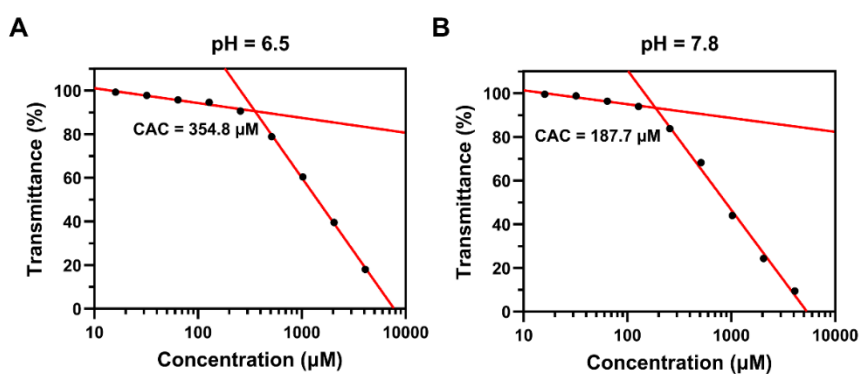 A
pH = 6.5
Transmittance (%)
100
80
60
40
20
0
CAC = 354.8 µM
10
100
1000
10000
Concentration (µM)
B
pH = 7.8
Transmittance (%)
100
80
60
40
20
0
CAC = 187.7 µM
10
100
1000
10000
Concentration (µM)